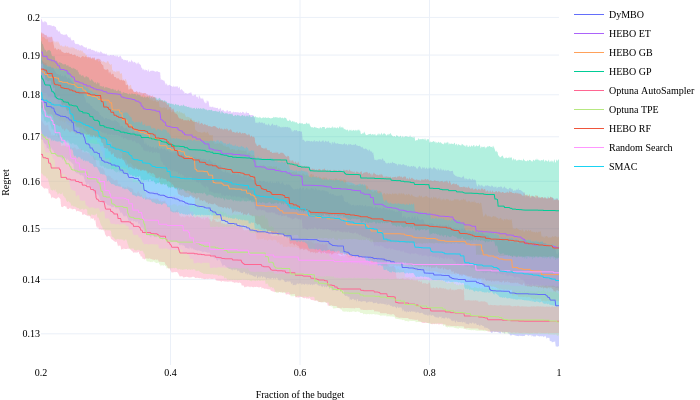 0.2
0.19
0.18
0.17
0.16
0.15
0.14
0.13
Regret
0.2
0.4
0.6
0.8
1
Fraction of the budget
DyMBO
HEBO ET
HEBO GB
HEBO GP
Optuna AutoSampler
Optuna TPE
HEBO RF
Random Search
SMAC